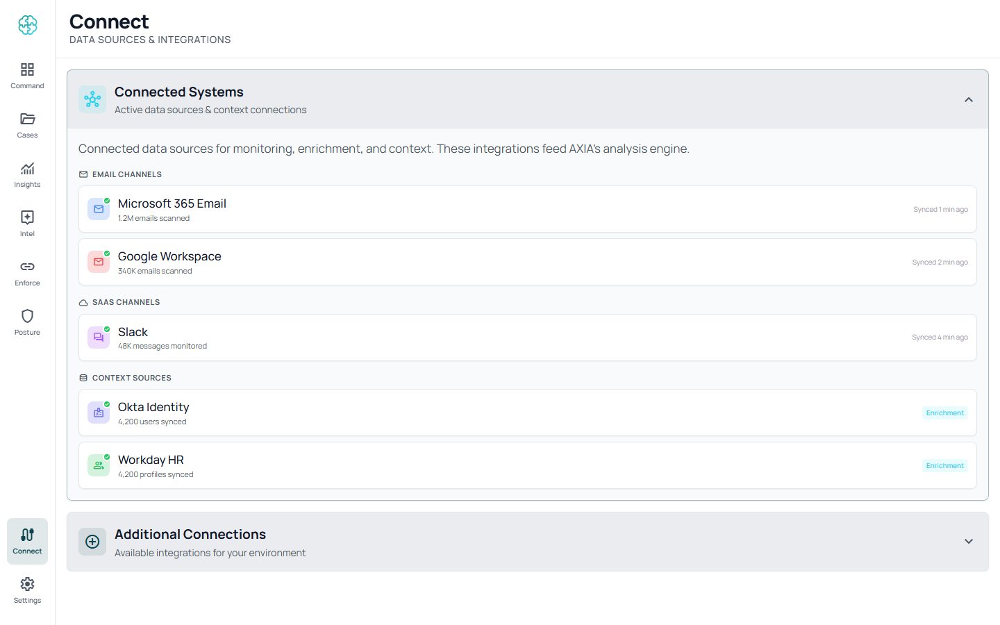 Connect
DATA SOURCES & INTEGRATIONS
Command
Cases
Insights
Intel
Enforce
Posture
Connect
Settings
Connected Systems
Active data sources & context connections
Connected data sources for monitoring, enrichment, and context. These integrations feed AXIA's analysis engine.
EMAIL CHANNELS
Microsoft 365 Email
1.2M emails scanned
Synced 1 min ago
Google Workspace
340K emails scanned
Synced 2 min ago
SAAS CHANNELS
Slack
48K messages monitored
Synced 4 min ago
CONTEXT SOURCES
Okta Identity
4,200 users synced
Enrichment
Workday HR
4,200 profiles synced
Enrichment
Additional Connections
Available integrations for your environment